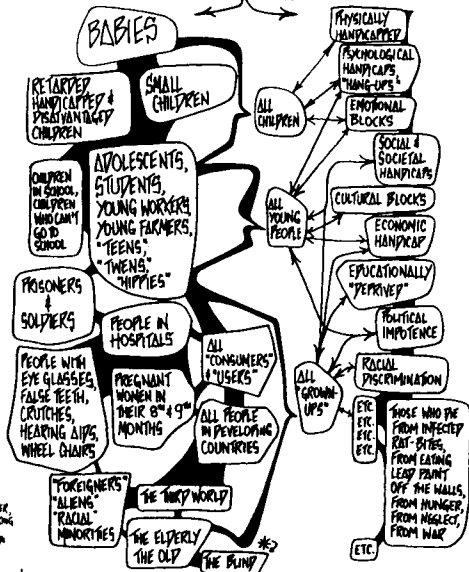 BABIES
RETARDED,
HANDICAPPED &
DISATVANTAGED
CHILDREN
SMALL
CHILDREN
CHILDREN
IN SCHOOL,
CHILDREN
WHO CAN'T
GO TO
SCHOOL
ADOLESCENTS,
STUDENTS,
YOUNG WORKERS,
YOUNG FARMERS,
"TEENS,"
"TWENS,"
"HIPPIES"
PRISONERS
&
SOLDIERS
PEOPLE IN
HOSPITALS
PEOPLE WITH
EYE GLASSES,
FALSE TEETH,
CRUTCHES,
HEARING AIDS,
WHEEL CHAIRS
PREGNANT
WOMEN IN
THEIR 8TH & 9TH
MONTHS
ALL
"CONSUMERS"
& "USERS"
ALL PEOPLE
IN DEVELOPING
COUNTRIES
"FOREIGNERS"
"ALIENS,"
"RACIAL"
MINORITIES
THE THIRD WORLD
THE ELDERLY
THE OLD
#2
THE BLIND
ALL
CHILDREN
ALL
YOUNG
PEOPLE
ALL
"GROWN-
UPS"
PHYSICALLY
HANDICAPPED
PSYCHOLOGICAL
HANDICAPS,
"HANG-UPS"
EMOTIONAL
BLOCKS
SOCIAL &
SOCIETAL
HANDICAPS
CULTURAL BLOCKS
ECONOMIC
HANDICAP
EDUCATIONALLY
"DEPRIVED"
POLITICAL
IMPOTENCE
RACIAL
DISCRIMINATION
ETC.
ETC.
ETC.
ETC.
THOSE WHO DIE
FROM INFECTED
RAT-BITES,
FROM EATING
LEAD PAINT
OFF THE WALLS,
FROM HUNGER,
FROM NEGLECT,
FROM WAR
ETC.